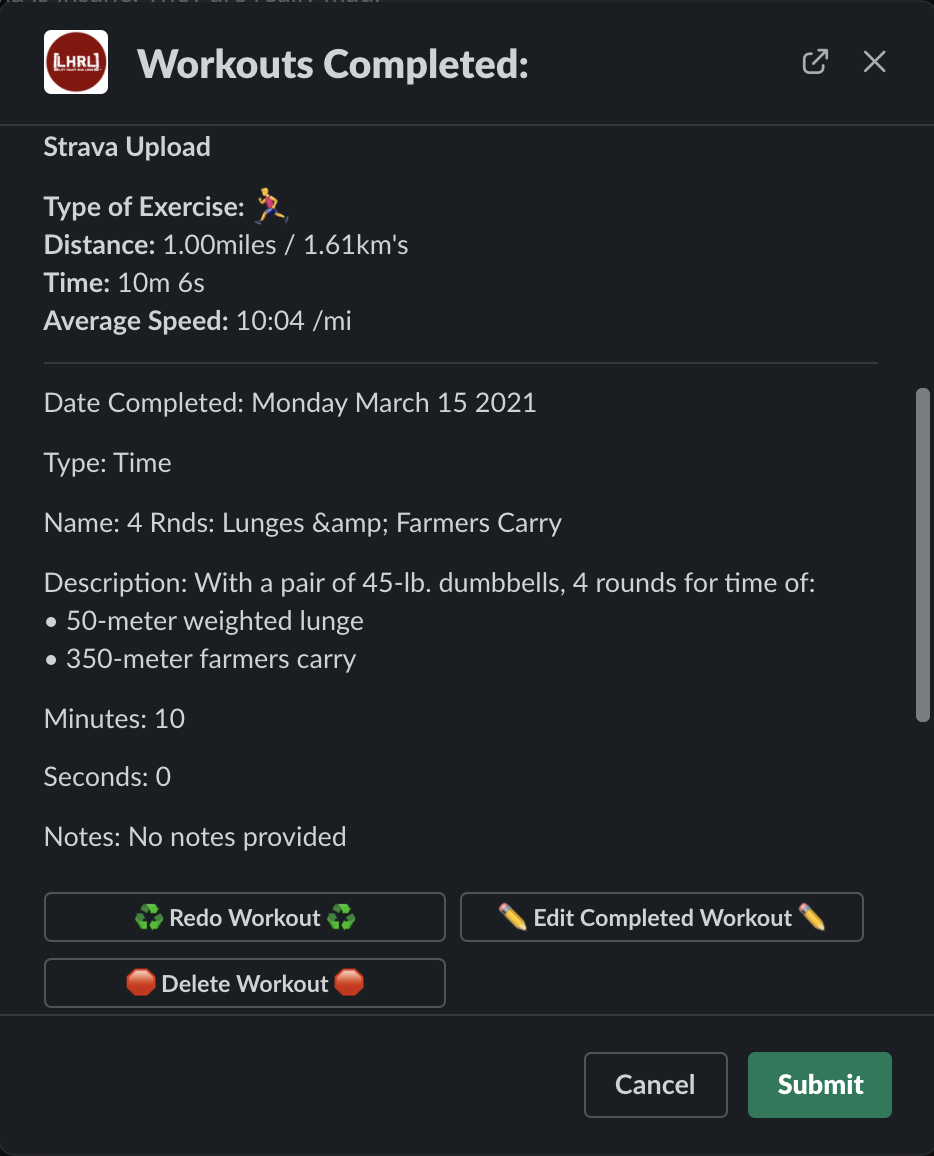 [LHRL]
Workouts Completed:
Strava Upload
Type of Exercise: 🏃
Distance: 1.00miles / 1.61km's
Time: 10m 6s
Average Speed: 10:04 /mi
Date Completed: Monday March 15 2021
Type: Time
Name: 4 Rnds: Lunges &amp; Farmers Carry
Description: With a pair of 45-lb. dumbbells, 4 rounds for time of:
• 50-meter weighted lunge
• 350-meter farmers carry
Minutes: 10
Seconds: 0
Notes: No notes provided
♻️ Redo Workout ♻️
✏️ Edit Completed Workout ✏️
🛑 Delete Workout 🛑
Cancel
Submit